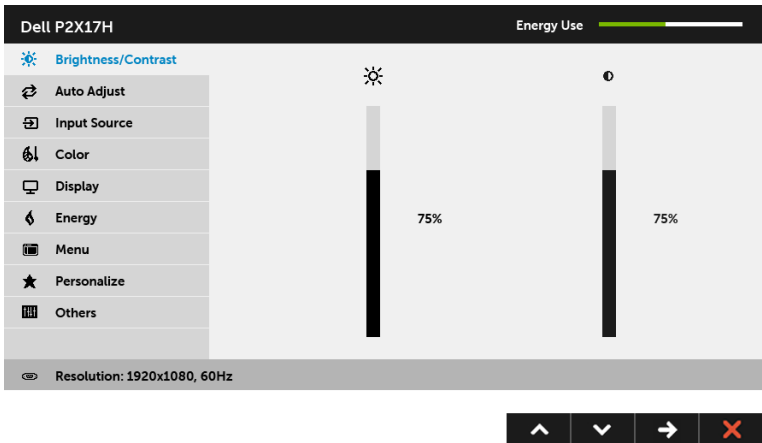 Dell P2X17H
Energy Use
Brightness/Contrast
Auto Adjust
Input Source
Color
Display
Energy
Menu
Personalize
Others
75%
75%
Resolution: 1920x1080, 60Hz